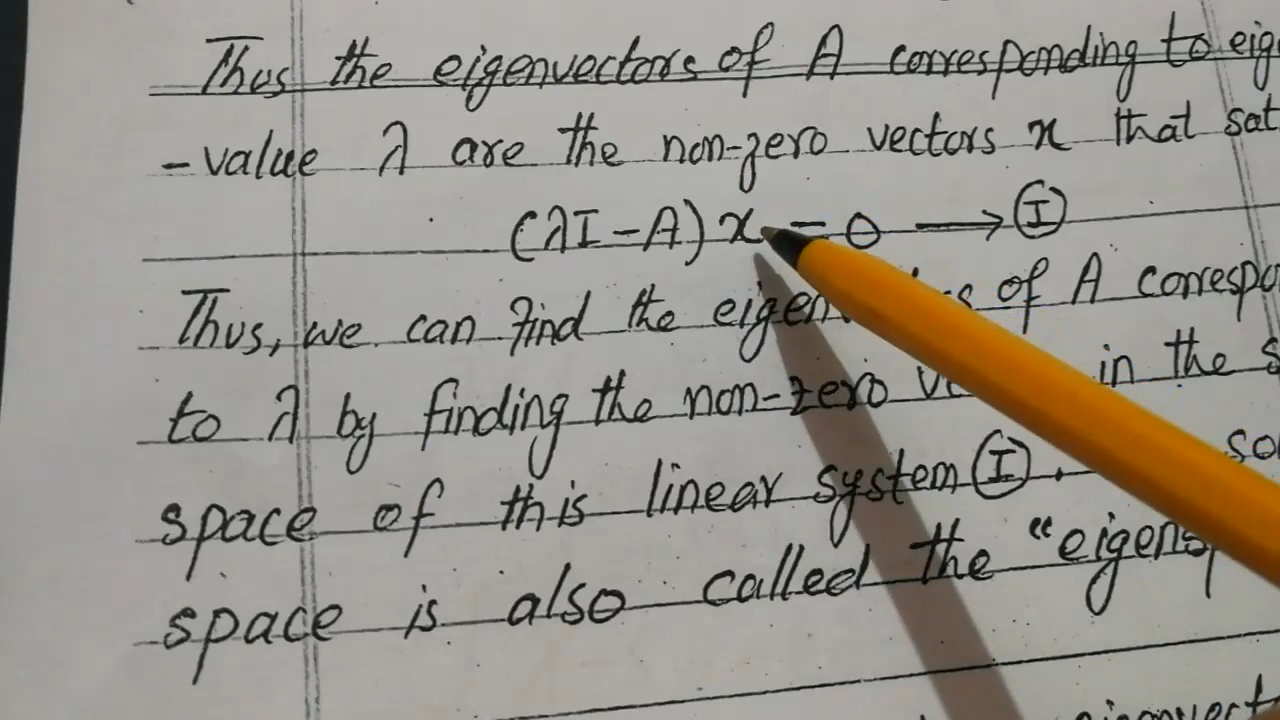 Thus the eigenvectors of A corresponding to eig
-value λ are the non-zero vectors x that sat
(λI-A)x = 0 → (I)
Thus, we can find the eigen of A correspo
to λ by finding the non-zero in the s
space of this linear system (I). so
space is also called the "eigens